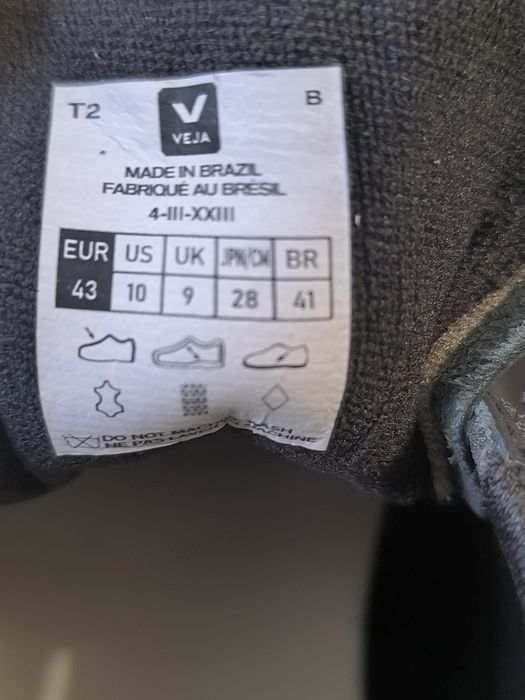 T2 V B
VEJA
MADE IN BRAZIL
FABRIQUÉ AU BRÉSIL
4-III-XXIII
EUR US UK JPN/CM BR
43 10 9 28 41
DO NOT MACHINE WASH
NE PAS LAVER EN MACHINE